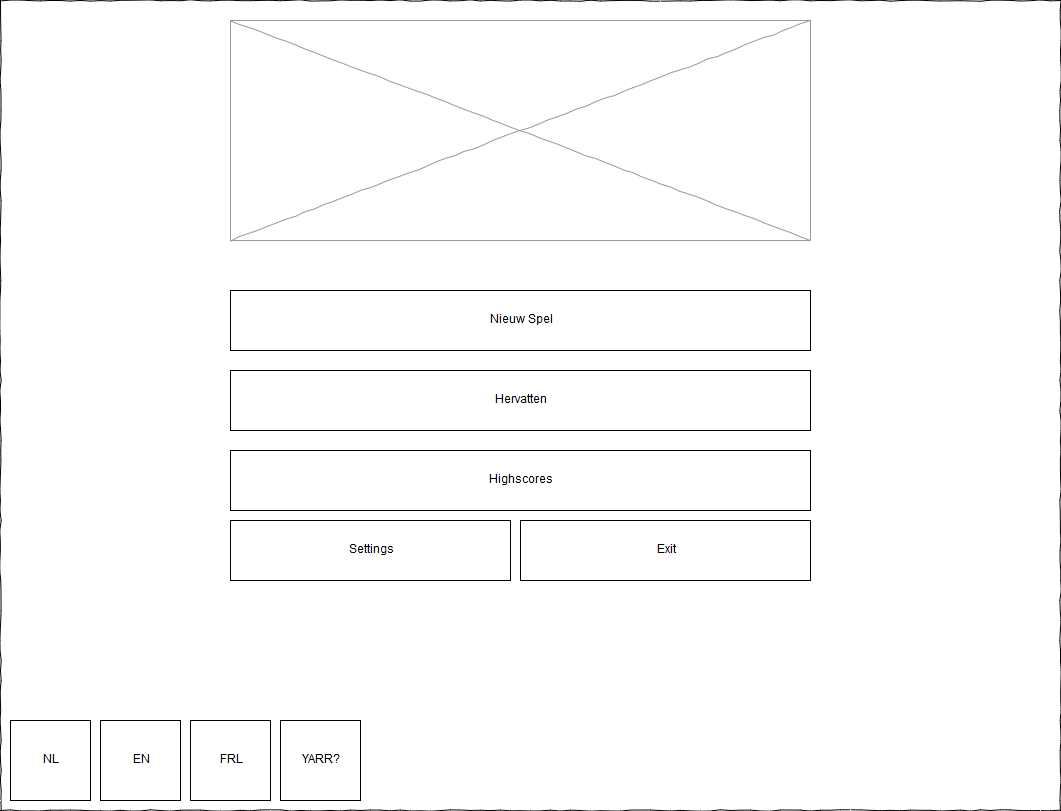 Nieuw Spel
Hervatten
Highscores
Settings
Exit
NL
EN
FRL
YARR?